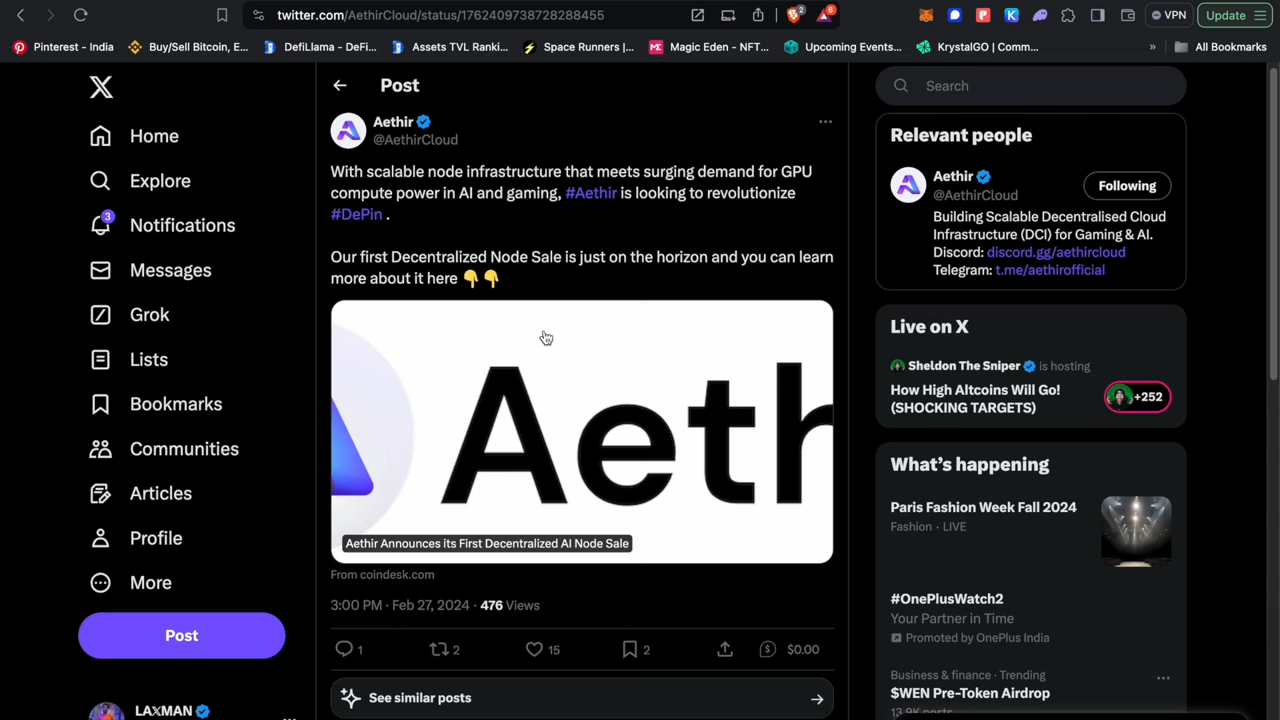 twitter.com/AethirCloud/status/1762409738728288455
2
6
VPN
Update
Pinterest - India
Buy/Sell Bitcoin, E...
DefiLlama - DeFi...
Assets TVL Ranki...
Space Runners |...
Magic Eden - NFT...
Upcoming Events...
KrystalGO | Comm...
»
All Bookmarks
Home
Explore
3
Notifications
Messages
Grok
Lists
Bookmarks
Communities
Articles
Profile
More
Post
LAXMAN
Post
Aethir
@AethirCloud
With scalable node infrastructure that meets surging demand for GPU
compute power in AI and gaming, #Aethir is looking to revolutionize
#DePin .
Our first Decentralized Node Sale is just on the horizon and you can learn
more about it here 👇 👇
Aeth
Aethir Announces its First Decentralized AI Node Sale
From coindesk.com
3:00 PM · Feb 27, 2024 · 476 Views
1
2
15
2
$0.00
See similar posts
Search
Relevant people
Aethir
@AethirCloud
Following
Building Scalable Decentralised Cloud
Infrastructure (DCI) for Gaming & AI.
Discord: discord.gg/aethircloud
Telegram: t.me/aethirofficial
Live on X
Sheldon The Sniper is hosting
How High Altcoins Will Go!
(SHOCKING TARGETS)
+252
What's happening
Paris Fashion Week Fall 2024
Fashion · LIVE
#OnePlusWatch2
Your Partner in Time
Promoted by OnePlus India
Business & finance · Trending
$WEN Pre-Token Airdrop
13.9K posts